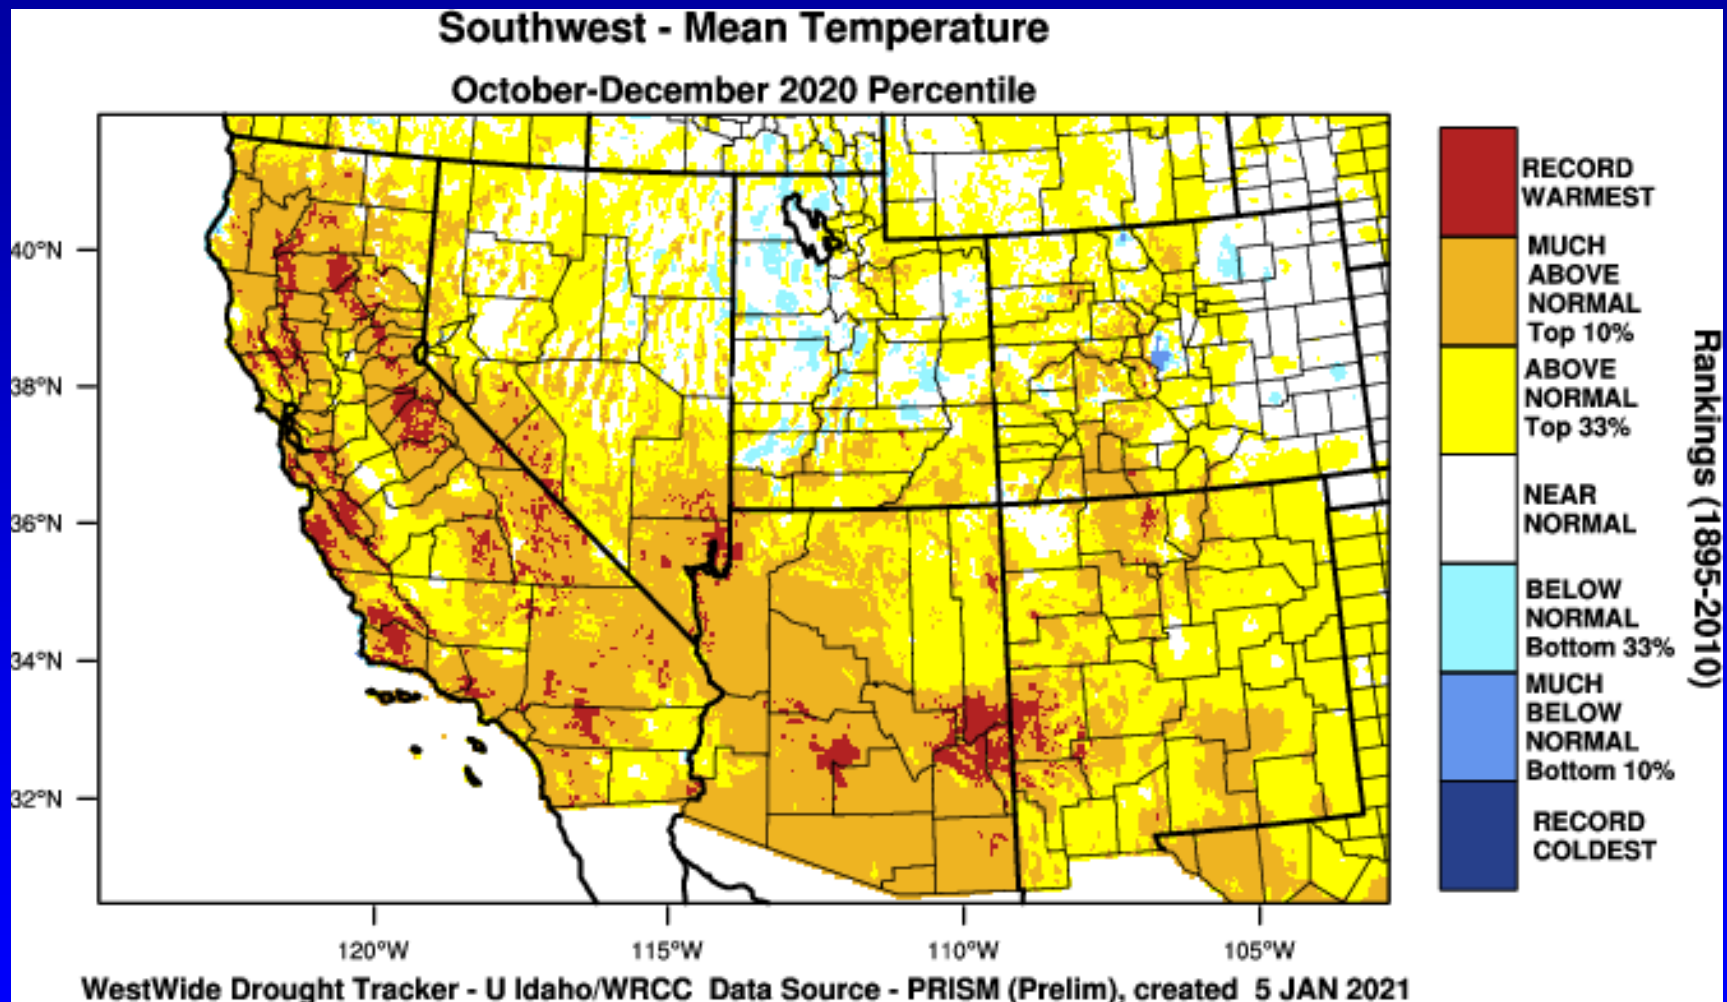 Southwest - Mean Temperature
October-December 2020 Percentile
40°N
38°N
36°N
34°N
32°N
120°W
115°W
110°W
105°W
RECORD
WARMEST
MUCH
ABOVE
NORMAL
Top 10%
ABOVE
NORMAL
Top 33%
NEAR
NORMAL
BELOW
NORMAL
Bottom 33%
MUCH
BELOW
NORMAL
Bottom 10%
RECORD
COLDEST
Rankings (1895-2010)
WestWide Drought Tracker - U Idaho/WRCC  Data Source - PRISM (Prelim), created  5 JAN 2021